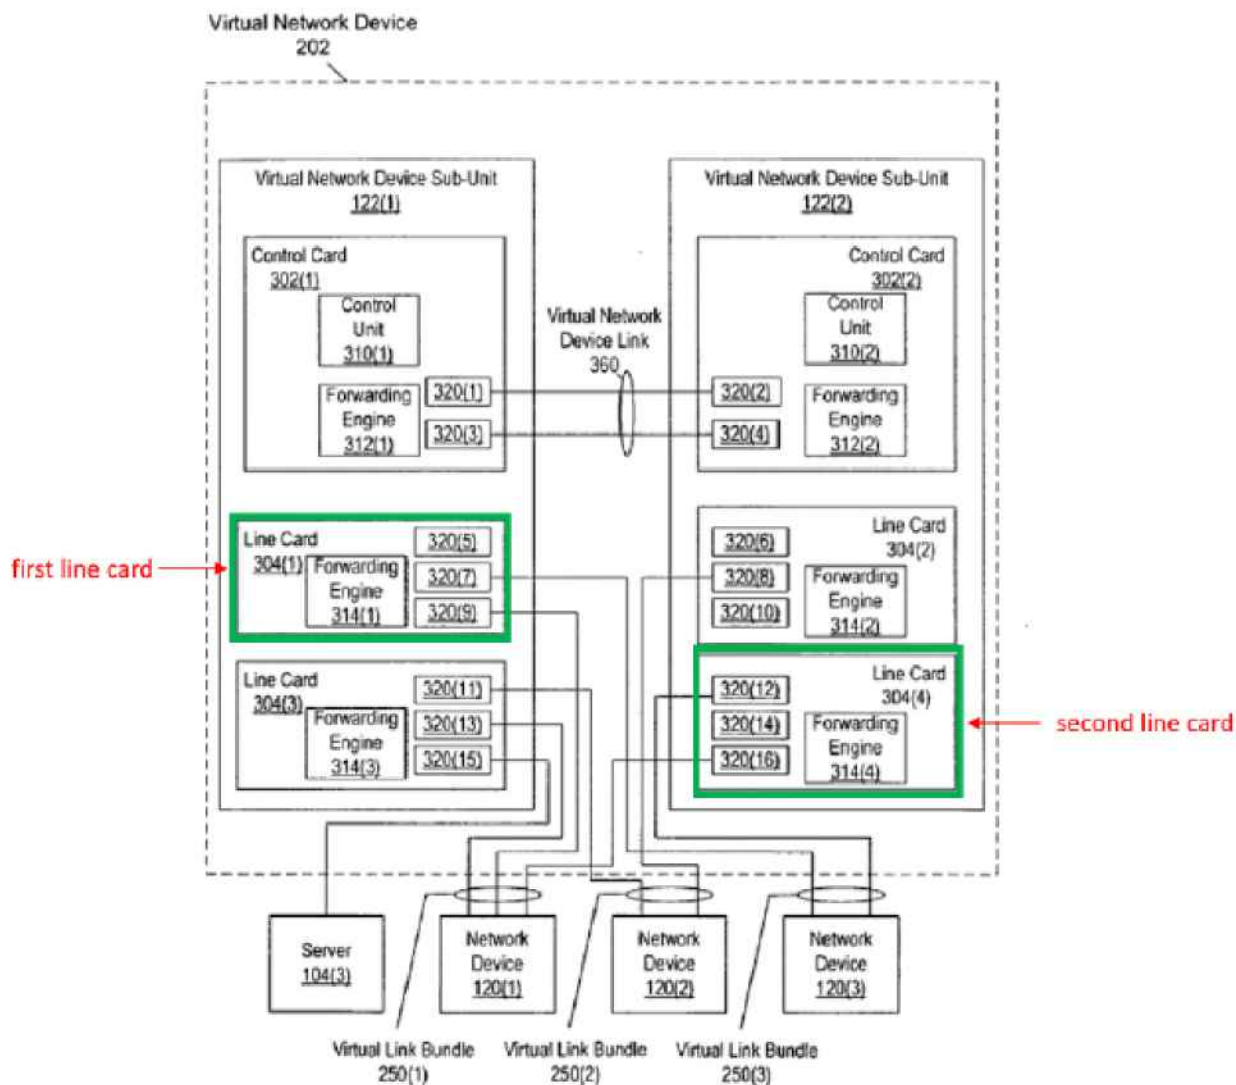 Virtual Network Device
202
Virtual Network Device Sub-Unit
122(1)
Control Card
302(1)
Control
Unit
310(1)
Forwarding
Engine
312(1)
320(1)
320(3)
Virtual Network
Device Link
360
Virtual Network Device Sub-Unit
122(2)
Control Card
302(2)
Control
Unit
310(2)
320(2)
320(4)
Forwarding
Engine
312(2)
first line card
Line Card
304(1)
Forwarding
Engine
314(1)
320(5)
320(7)
320(9)
Line Card
304(2)
320(6)
320(8)
320(10)
Forwarding
Engine
314(2)
Line Card
304(3)
Forwarding
Engine
314(3)
320(11)
320(13)
320(15)
Line Card
304(4)
320(12)
320(14)
320(16)
Forwarding
Engine
314(4)
second line card
Server
104(3)
Network
Device
120(1)
Network
Device
120(2)
Network
Device
120(3)
Virtual Link Bundle
250(1)
Virtual Link Bundle
250(2)
Virtual Link Bundle
250(3)